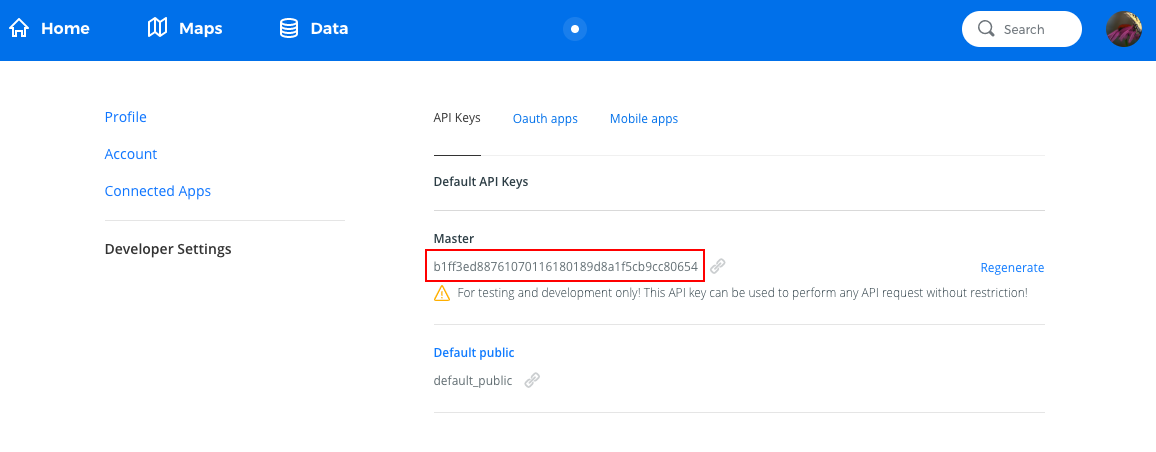 Home Maps Data Search
Profile
Account
Connected Apps
Developer Settings
API Keys Oauth apps Mobile apps
Default API Keys
Master
b1ff3ed88761070116180189d8a1f5cb9cc80654
Regenerate
For testing and development only! This API key can be used to perform any API request without restriction!
Default public
default_public